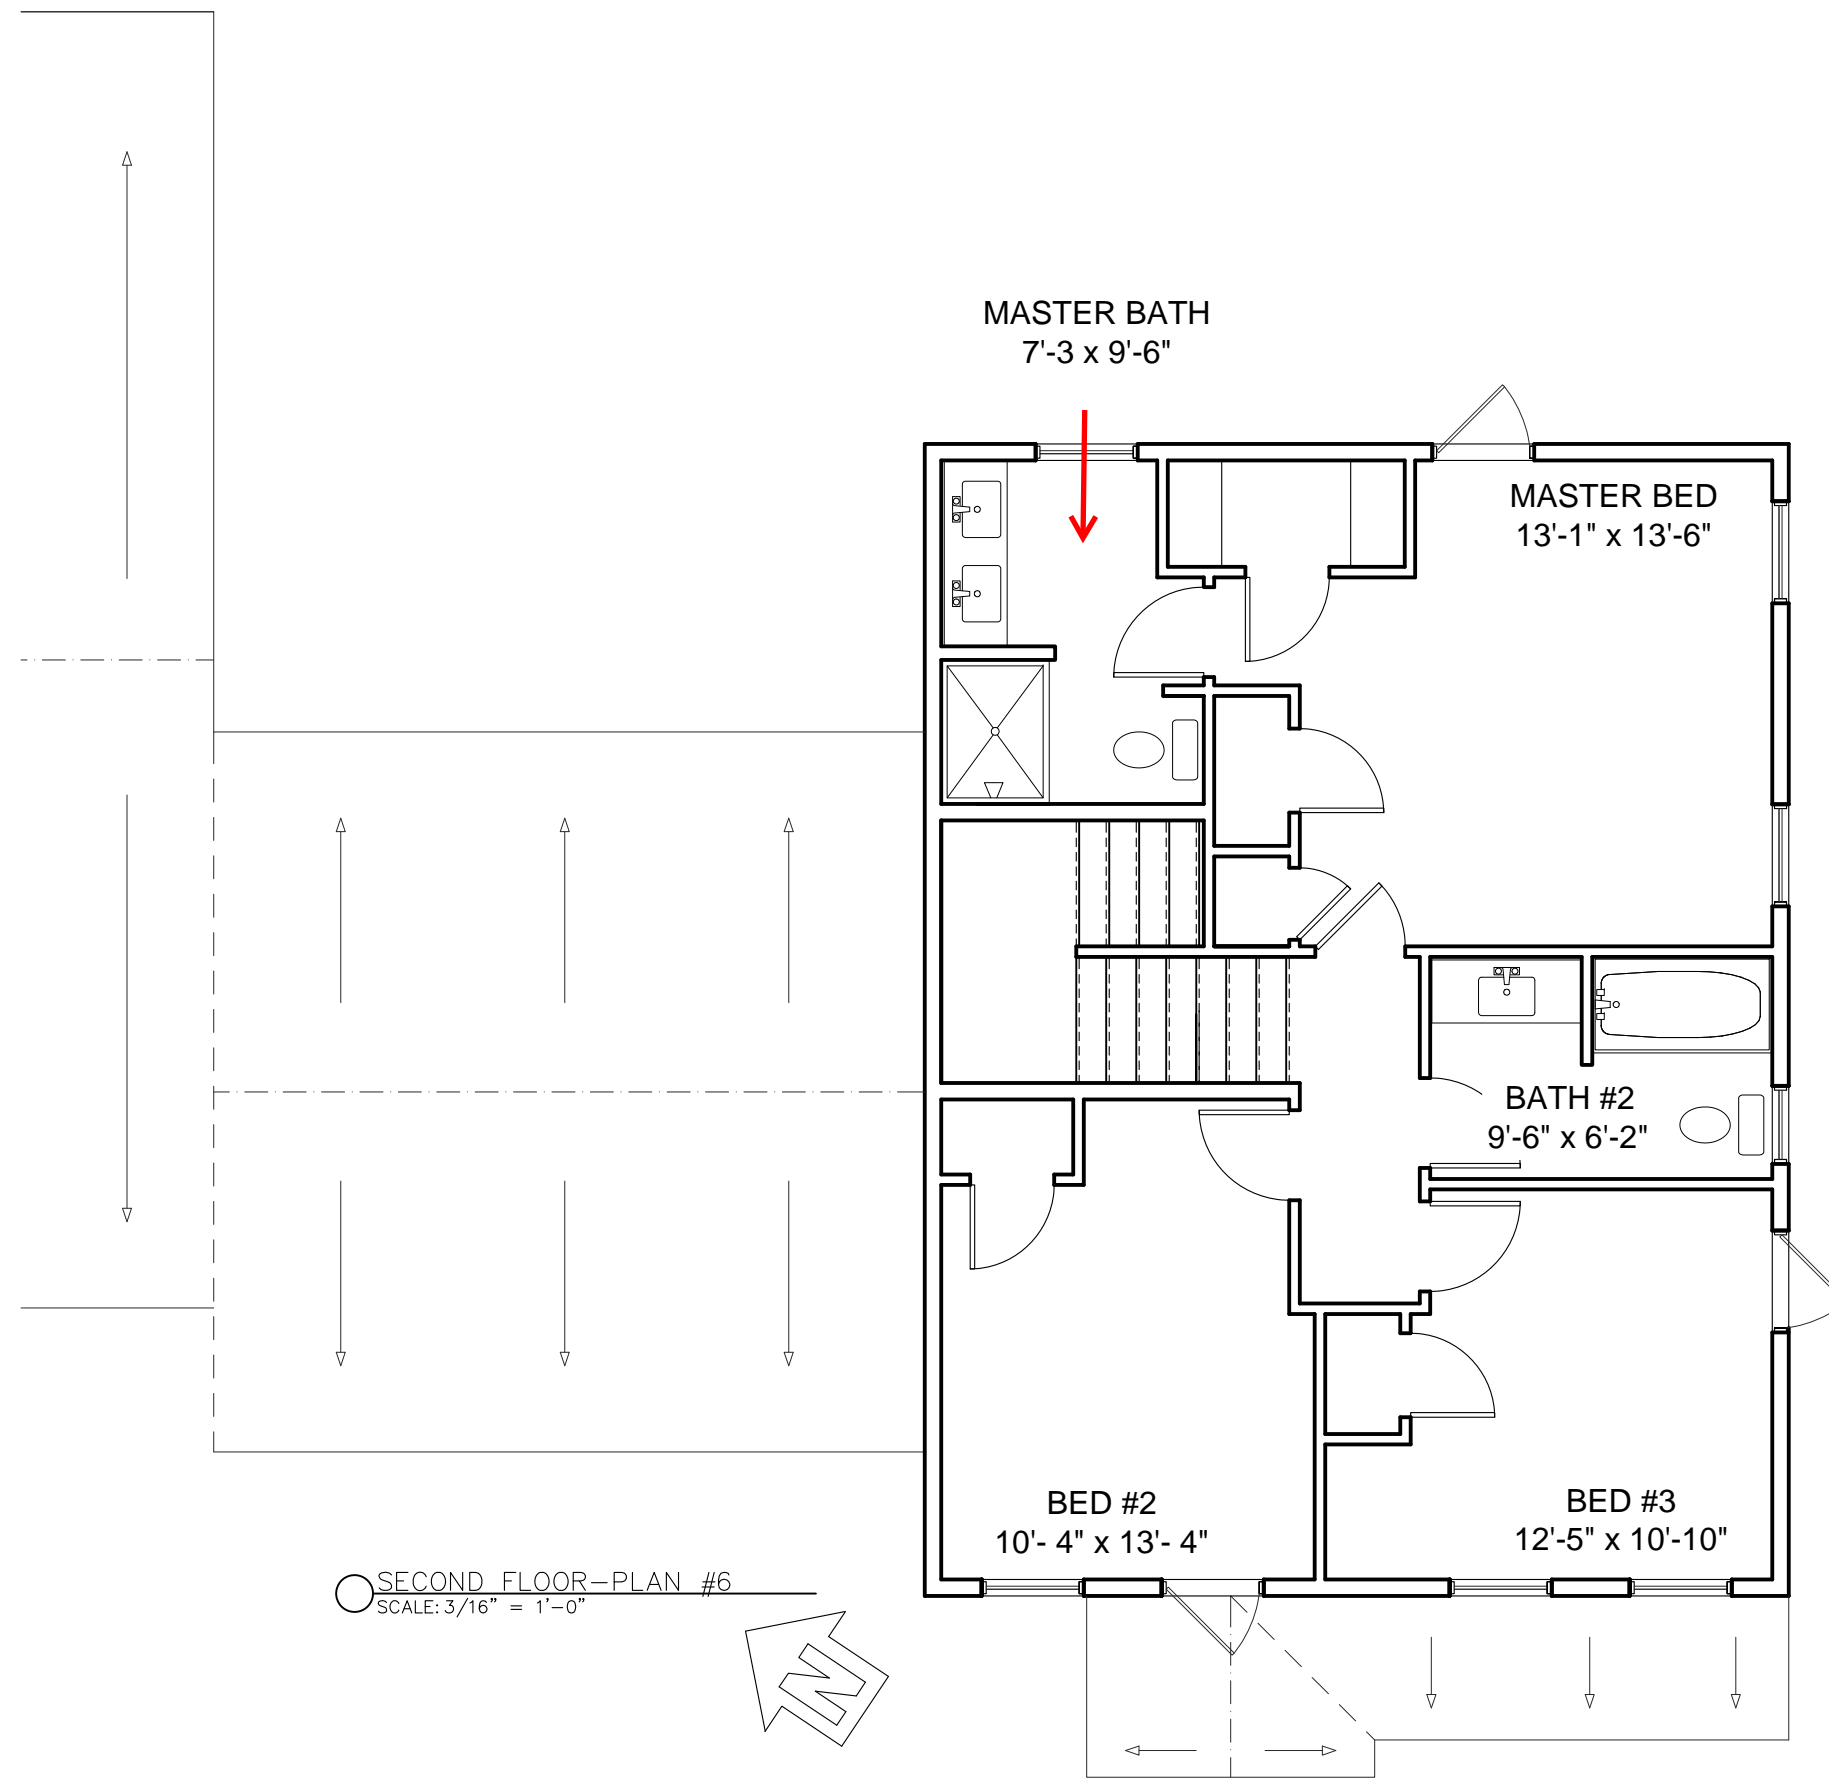 MASTER BATH
7'-3 x 9'-6"
MASTER BED
13'-1" x 13'-6"
BATH #2
9'-6" x 6'-2"
BED #2
10'- 4" x 13'- 4"
BED #3
12'-5" x 10'-10"
SECOND FLOOR-PLAN #6
SCALE: 3/16" = 1'-0"
N